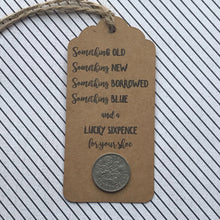 Something OLD
Something NEW
Something BORROWED
Something BLUE
and a
LUCKY SIXPENCE
for your shoe